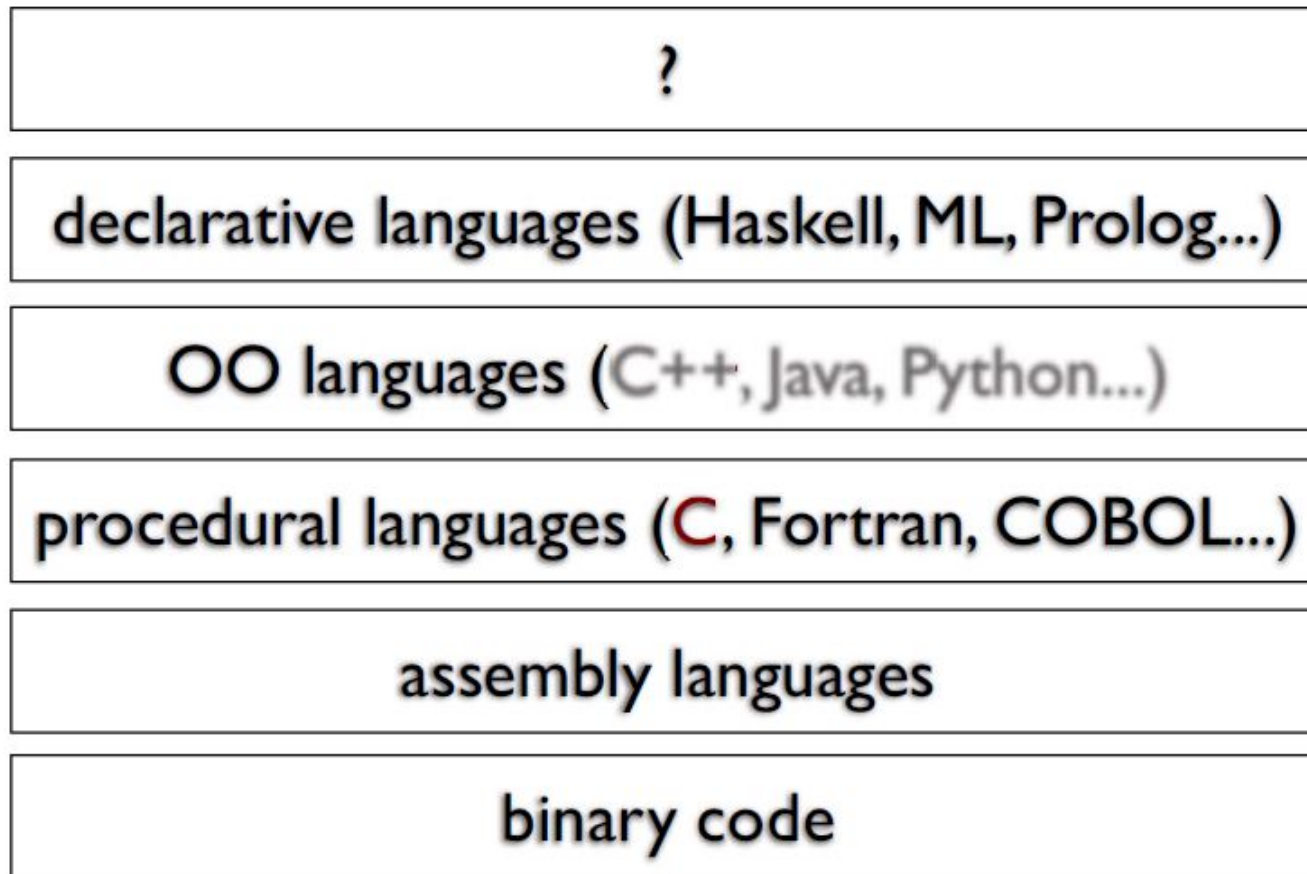 ?
declarative languages (Haskell, ML, Prolog...)
OO languages (C++, Java, Python...)
procedural languages (C, Fortran, COBOL...)
assembly languages
binary code